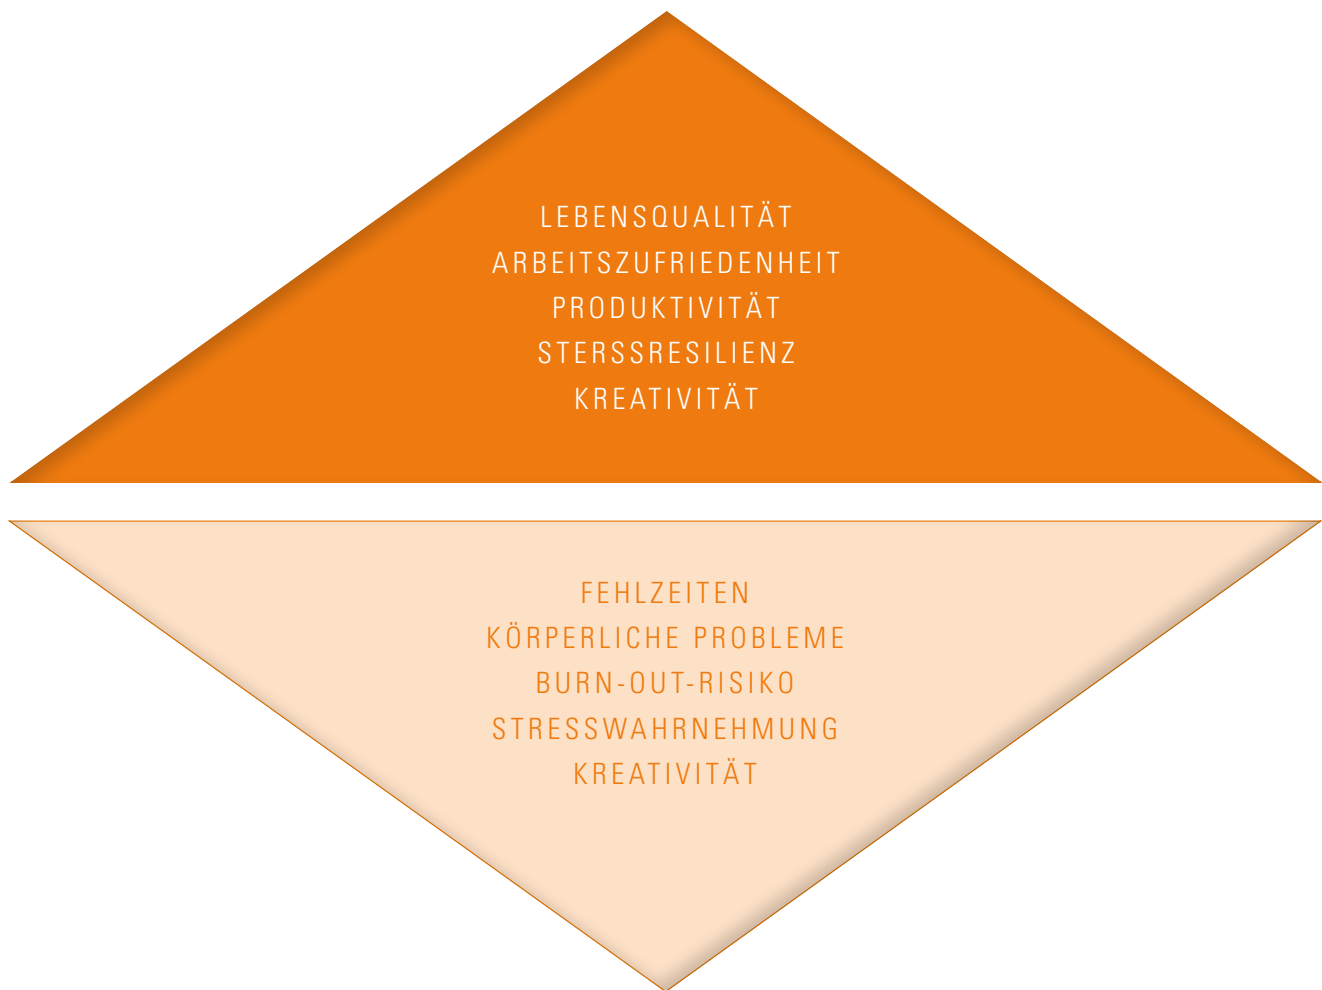 LEBENSQUALITÄT
ARBEITSZUFRIEDENHEIT
PRODUKTIVITÄT
STERSSRESILIENZ
KREATIVITÄT
FEHLZEITEN
KÖRPERLICHE PROBLEME
BURN-OUT-RISIKO
STRESSWAHRNEHMUNG
KREATIVITÄT